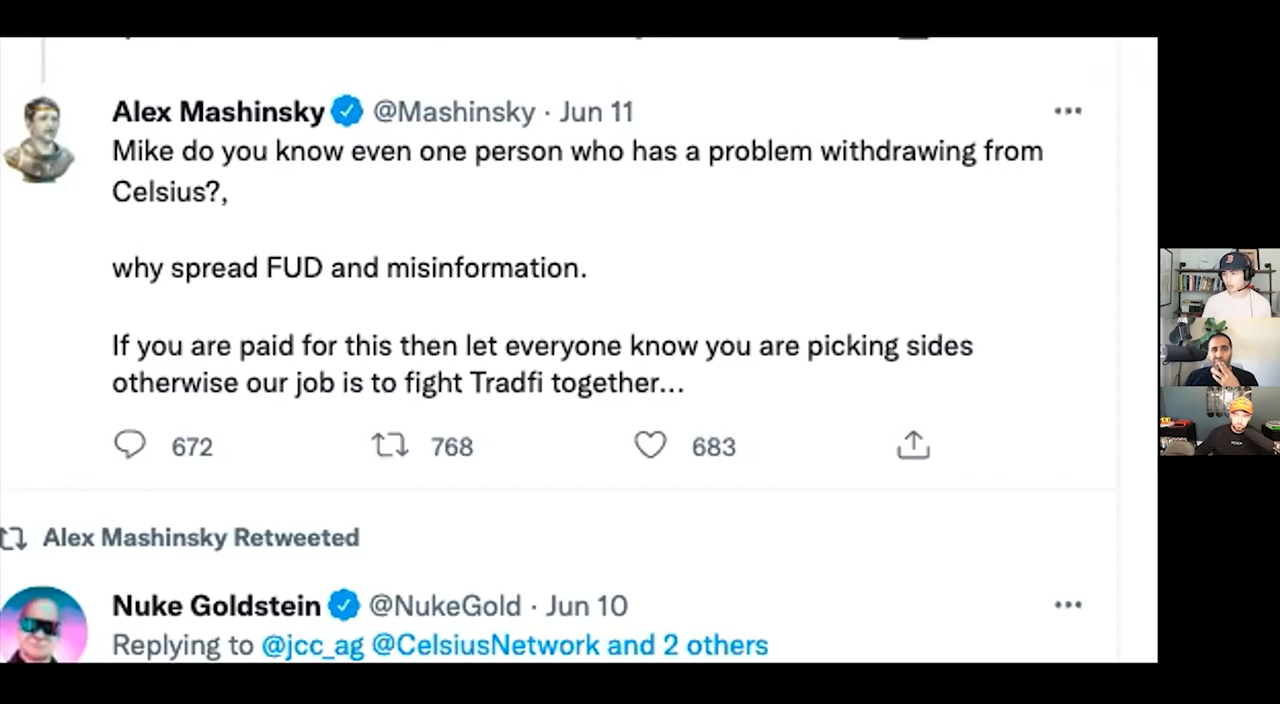 Alex Mashinsky @Mashinsky · Jun 11
Mike do you know even one person who has a problem withdrawing from
Celsius?,
why spread FUD and misinformation.
If you are paid for this then let everyone know you are picking sides
otherwise our job is to fight Tradfi together...
672 768 683
Alex Mashinsky Retweeted
Nuke Goldstein @NukeGold · Jun 10
Replying to @jcc_ag @CelsiusNetwork and 2 others